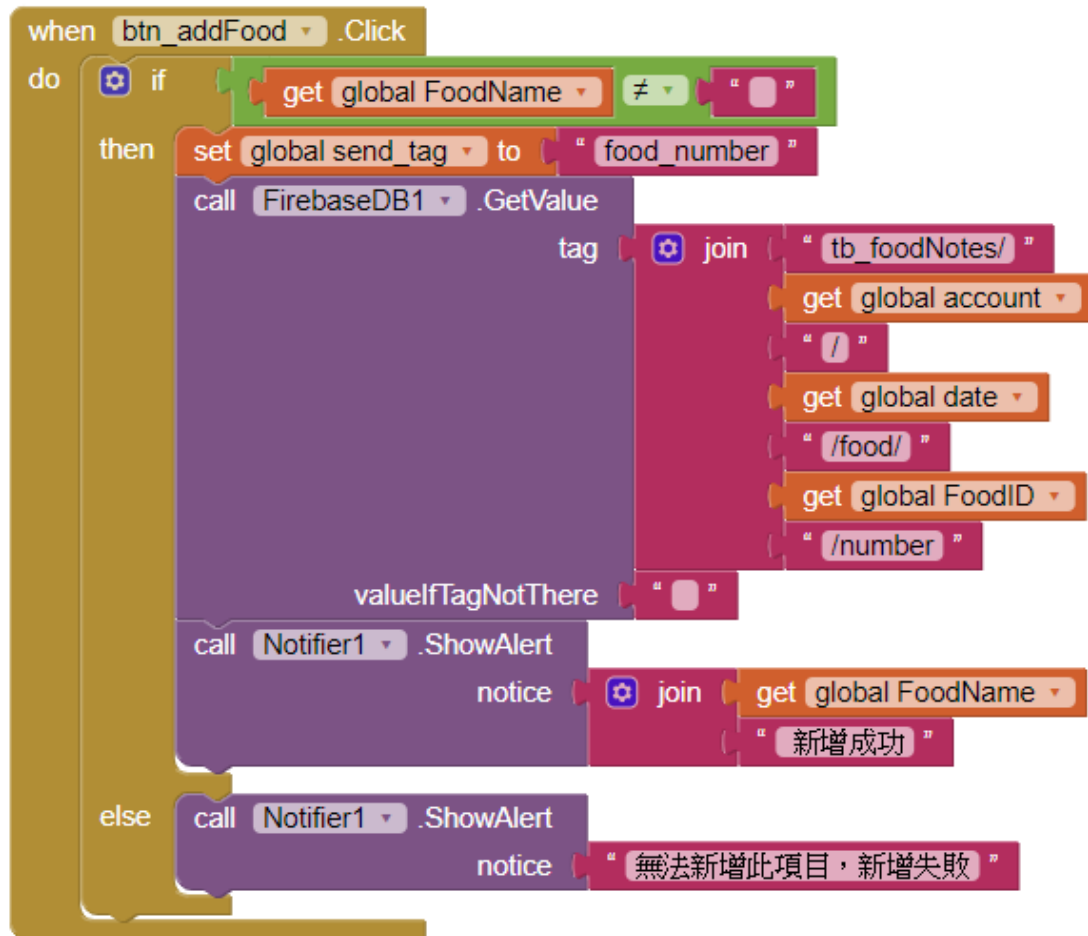 when btn_addFood .Click
do if get global FoodName ≠ " "
then set global send_tag to " food_number "
call FirebaseDB1 .GetValue
tag join " tb_foodNotes/ "
get global account
" / "
get global date
" /food/ "
get global FoodID
" /number "
valueIfTagNotThere " "
call Notifier1 .ShowAlert
notice join get global FoodName
" 新增成功 "
else call Notifier1 .ShowAlert
notice " 無法新增此項目，新增失敗 "